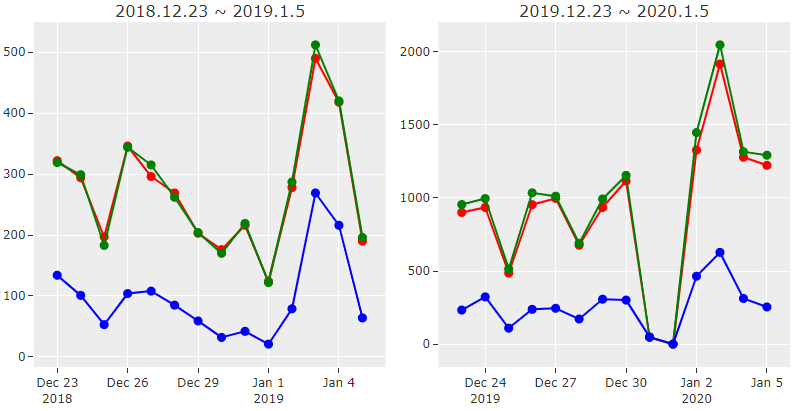 2018.12.23 ~ 2019.1.5
500
400
300
200
100
0
Dec 23
2018
Dec 26
Dec 29
Jan 1
2019
Jan 4
2019.12.23 ~ 2020.1.5
2000
1500
1000
500
0
Dec 24
2019
Dec 27
Dec 30
Jan 2
2020
Jan 5